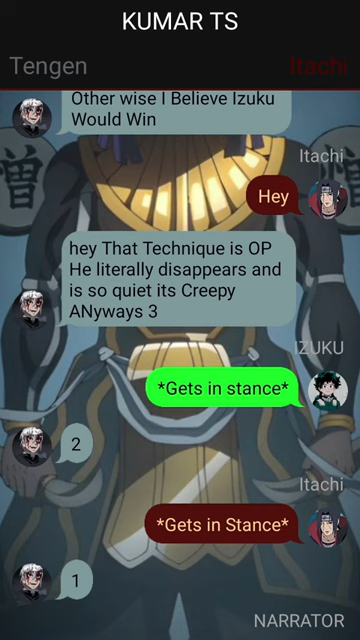 KUMAR TS
Tengen
Itachi
Other wise I Believe Izuku
Would Win
Itachi
Hey
hey That Technique is OP
He literally disappears and
is so quiet its Creepy
ANyways 3
IZUKU
*Gets in stance*
2
Itachi
*Gets in Stance*
1
NARRATOR
憎